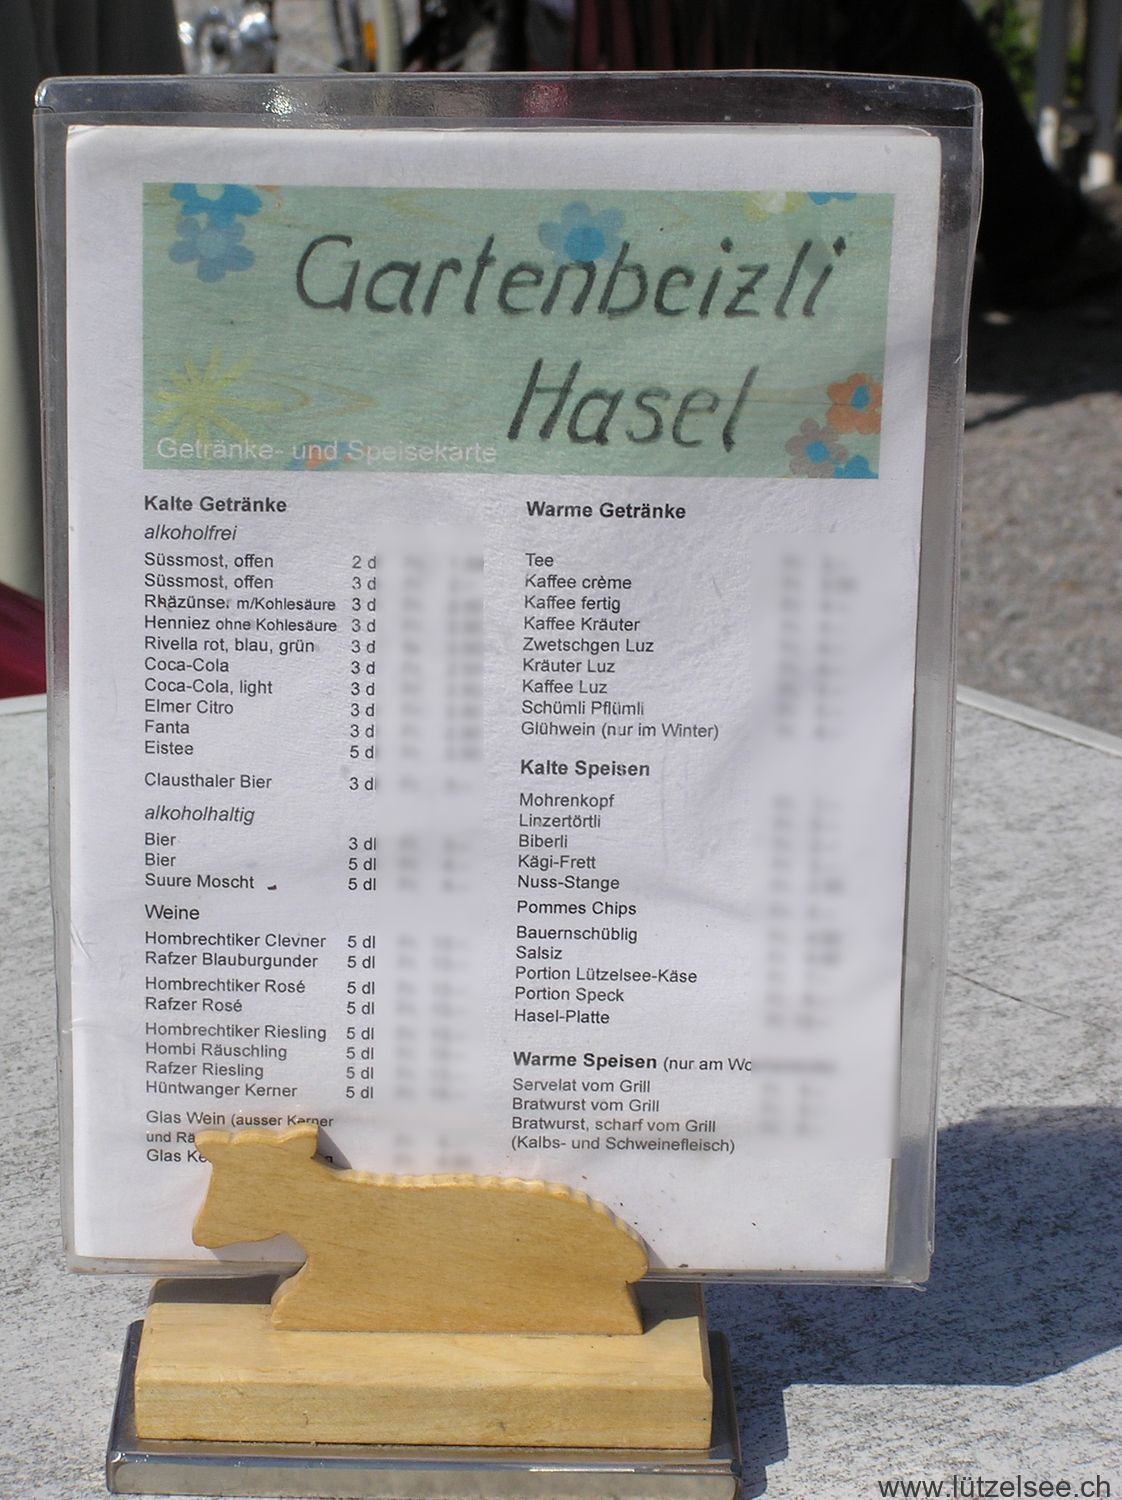 Gartenbeizli
Hasel
Getränke- und Speisekarte
Kalte Getränke
alkoholfrei
Süssmost, offen 2 d
Süssmost, offen 3 d
Rhäzünser m/Kohlesäure 3 d
Henniez ohne Kohlesäure 3 d
Rivella rot, blau, grün 3 d
Coca-Cola 3 d
Coca-Cola, light 3 d
Elmer Citro 3 d
Fanta 3 d
Eistee 5 dl
Clausthaler Bier 3 dl
alkoholhaltig
Bier 3 dl
Bier 5 dl
Suure Moscht 5 dl
Weine
Hombrechtiker Clevner 5 dl
Rafzer Blauburgunder 5 dl
Hombrechtiker Rosé 5 dl
Rafzer Rosé 5 dl
Hombrechtiker Riesling 5 dl
Hombi Räuschling 5 dl
Rafzer Riesling 5 dl
Hüntwanger Kerner 5 dl
Glas Wein (ausser Kerner
und
Glas
Warme Getränke
Tee
Kaffee crème
Kaffee fertig
Kaffee Kräuter
Zwetschgen Luz
Kräuter Luz
Kaffee Luz
Schümli Pflümli
Glühwein (nur im Winter)
Kalte Speisen
Mohrenkopf
Linzertörtli
Biberli
Kägi-Frett
Nuss-Stange
Pommes Chips
Bauernschüblig
Salsiz
Portion Lützelsee-Käse
Portion Speck
Hasel-Platte
Warme Speisen (nur am
Servelat vom Grill
Bratwurst vom Grill
Bratwurst, scharf vom Grill
(Kalbs- und Schweinefleisch)
www.lützelsee.ch